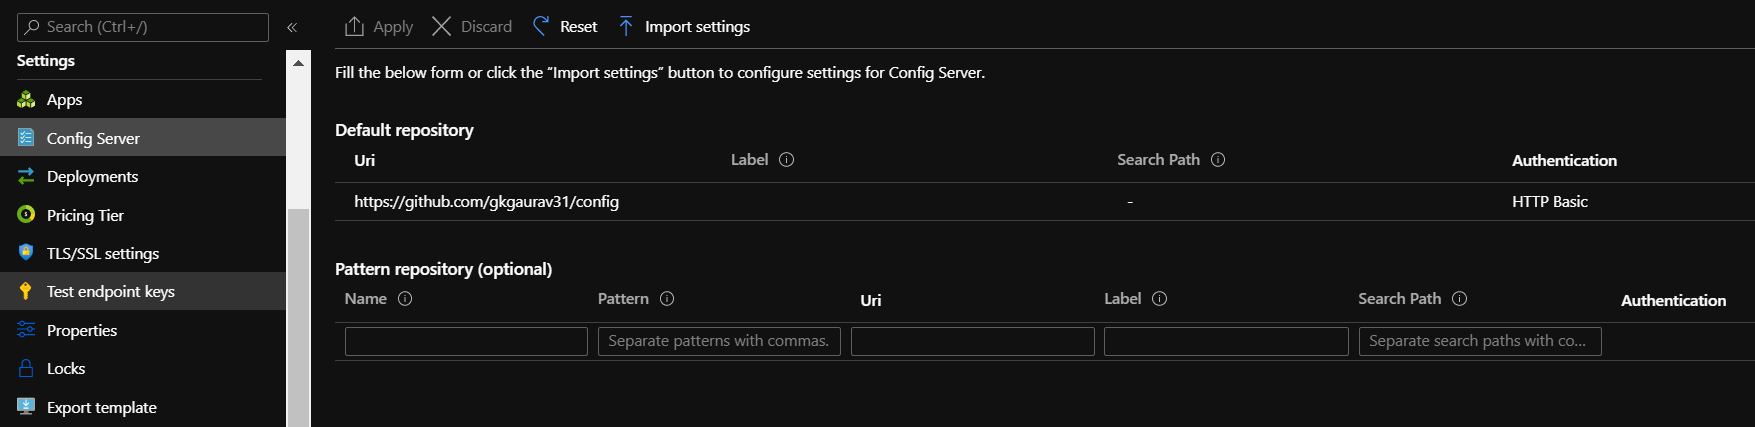 Search (Ctrl+/)
«
Settings
Apps
Config Server
Deployments
Pricing Tier
TLS/SSL settings
Test endpoint keys
Properties
Locks
Export template
Apply Discard Reset Import settings
Fill the below form or click the “Import settings” button to configure settings for Config Server.
Default repository
Uri Label Search Path Authentication
https://github.com/gkgaurav31/config - HTTP Basic
Pattern repository (optional)
Name Pattern Uri Label Search Path Authentication
Separate patterns with commas. Separate search paths with co...